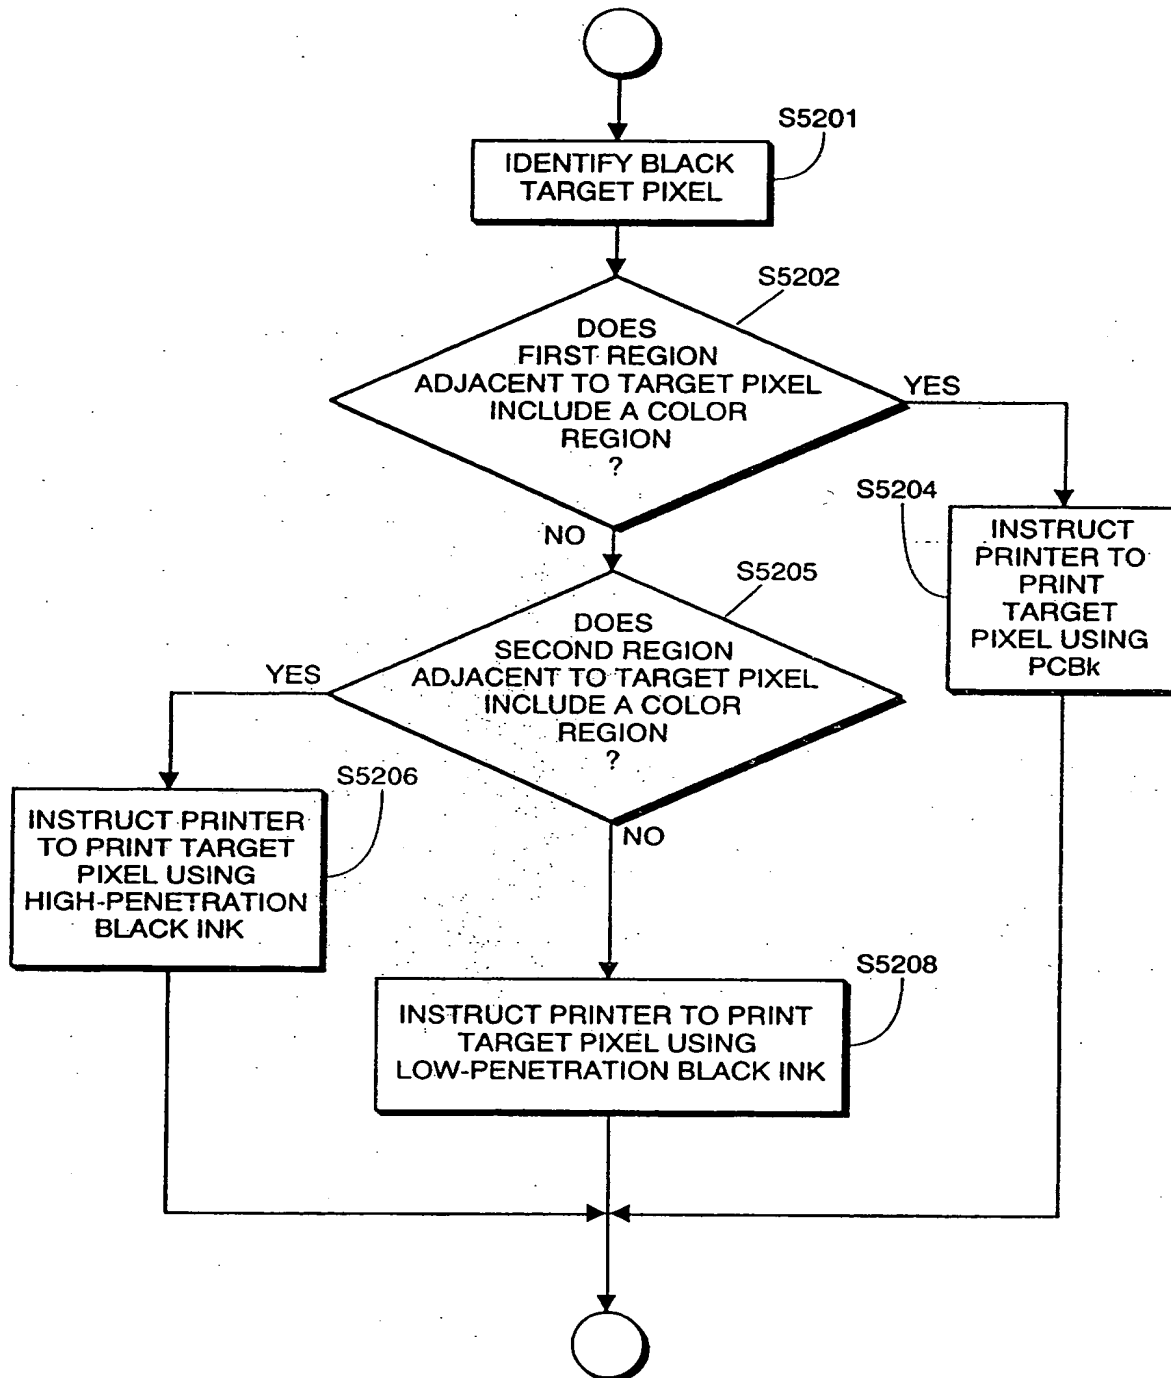 S5201
IDENTIFY BLACK
TARGET PIXEL
S5202
DOES
FIRST REGION
ADJACENT TO TARGET PIXEL
INCLUDE A COLOR
REGION
?
YES
NO
S5204
INSTRUCT
PRINTER TO
PRINT
TARGET
PIXEL USING
PCBk
S5205
DOES
SECOND REGION
ADJACENT TO TARGET PIXEL
INCLUDE A COLOR
REGION
?
YES
NO
S5206
INSTRUCT PRINTER
TO PRINT TARGET
PIXEL USING
HIGH-PENETRATION
BLACK INK
S5208
INSTRUCT PRINTER TO PRINT
TARGET PIXEL USING
LOW-PENETRATION BLACK INK